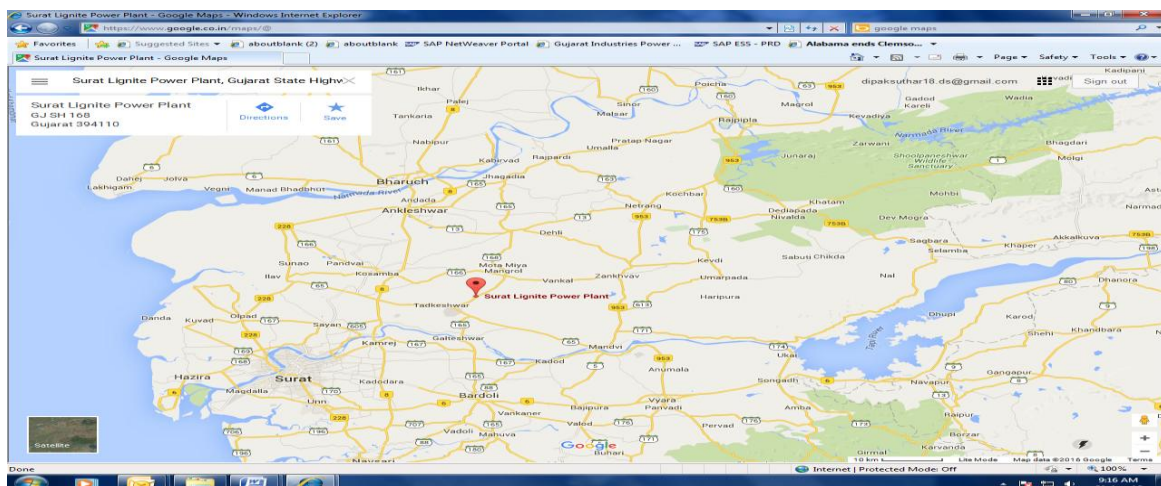 Surat Lignite Power Plant - Google Maps - Windows Internet Explorer
https://www.google.co.in/maps/@
google maps
Favorites Suggested Sites aboutblank (2) aboutblank SAP NetWeaver Portal Gujarat Industries Power ... SAP ESS - PRD Alabama ends Clemso...
Surat Lignite Power Plant - Google Maps
Page Safety Tools
Surat Lignite Power Plant, Gujarat State Highw
dipaksuthar18.ds@gmail.com
Sign out
Surat Lignite Power Plant
GJ SH 168
Gujarat 394110
Directions
Save
Kadipani
Ikhar
Poicha
Palej
Sinor
Malsar
Magrol
Gadod
Kareli
Wadia
Tankaria
Rajpipla
Kevadiya
Narmada River
Nabipur
Pratap Nagar
Umalla
Zarwani
Bhagdari
Kabirvad
Rajpardi
Junaraj
Shoolpaneshwar
Wildlife
Sanctuary
Molgi
Dahej
Jolva
Bharuch
Jhagadia
Lakhigam
Vegni
Manad Bhadbhut
Narmada River
Andada
Ankleshwar
Kochbar
Mohbi
Netrang
Khatam
Dediapada
Nivalda
Dev Mogra
Dehli
Sagbara
Selamba
Khaper
Akkalkuva
Sunao
Pandvai
Mota Miya
Mangrol
Kevdi
Sabuti Chikda
Ilav
Kosamba
Vankal
Zankhvav
Umarpada
Nal
Dhanora
Surat Lignite Power Plant
Haripura
Tadkeshwar
Danda
Kuvad
Olpad
Sayan
Dhupi
Karod
Shehi
Khandbara
Kamrej
Galteshwar
Mandvi
Tapi River
Ukai
Hazira
Surat
Kadod
Anumala
Gangapur
Magdalla
Kadodara
Songadh
Navapur
Unn
Bardoli
Vyara
Panvadi
Bajipura
Amba
Raipur
Vankaner
Valod
Pervad
Vadoli
Mahuva
Borzar
Satellite
Google
Buhari
Girmal
Karvanda
Navsari
10 km
Lite Mode
Map data ©2016 Google
Terms
Done
Internet | Protected Mode: Off
100%
9:16 AM